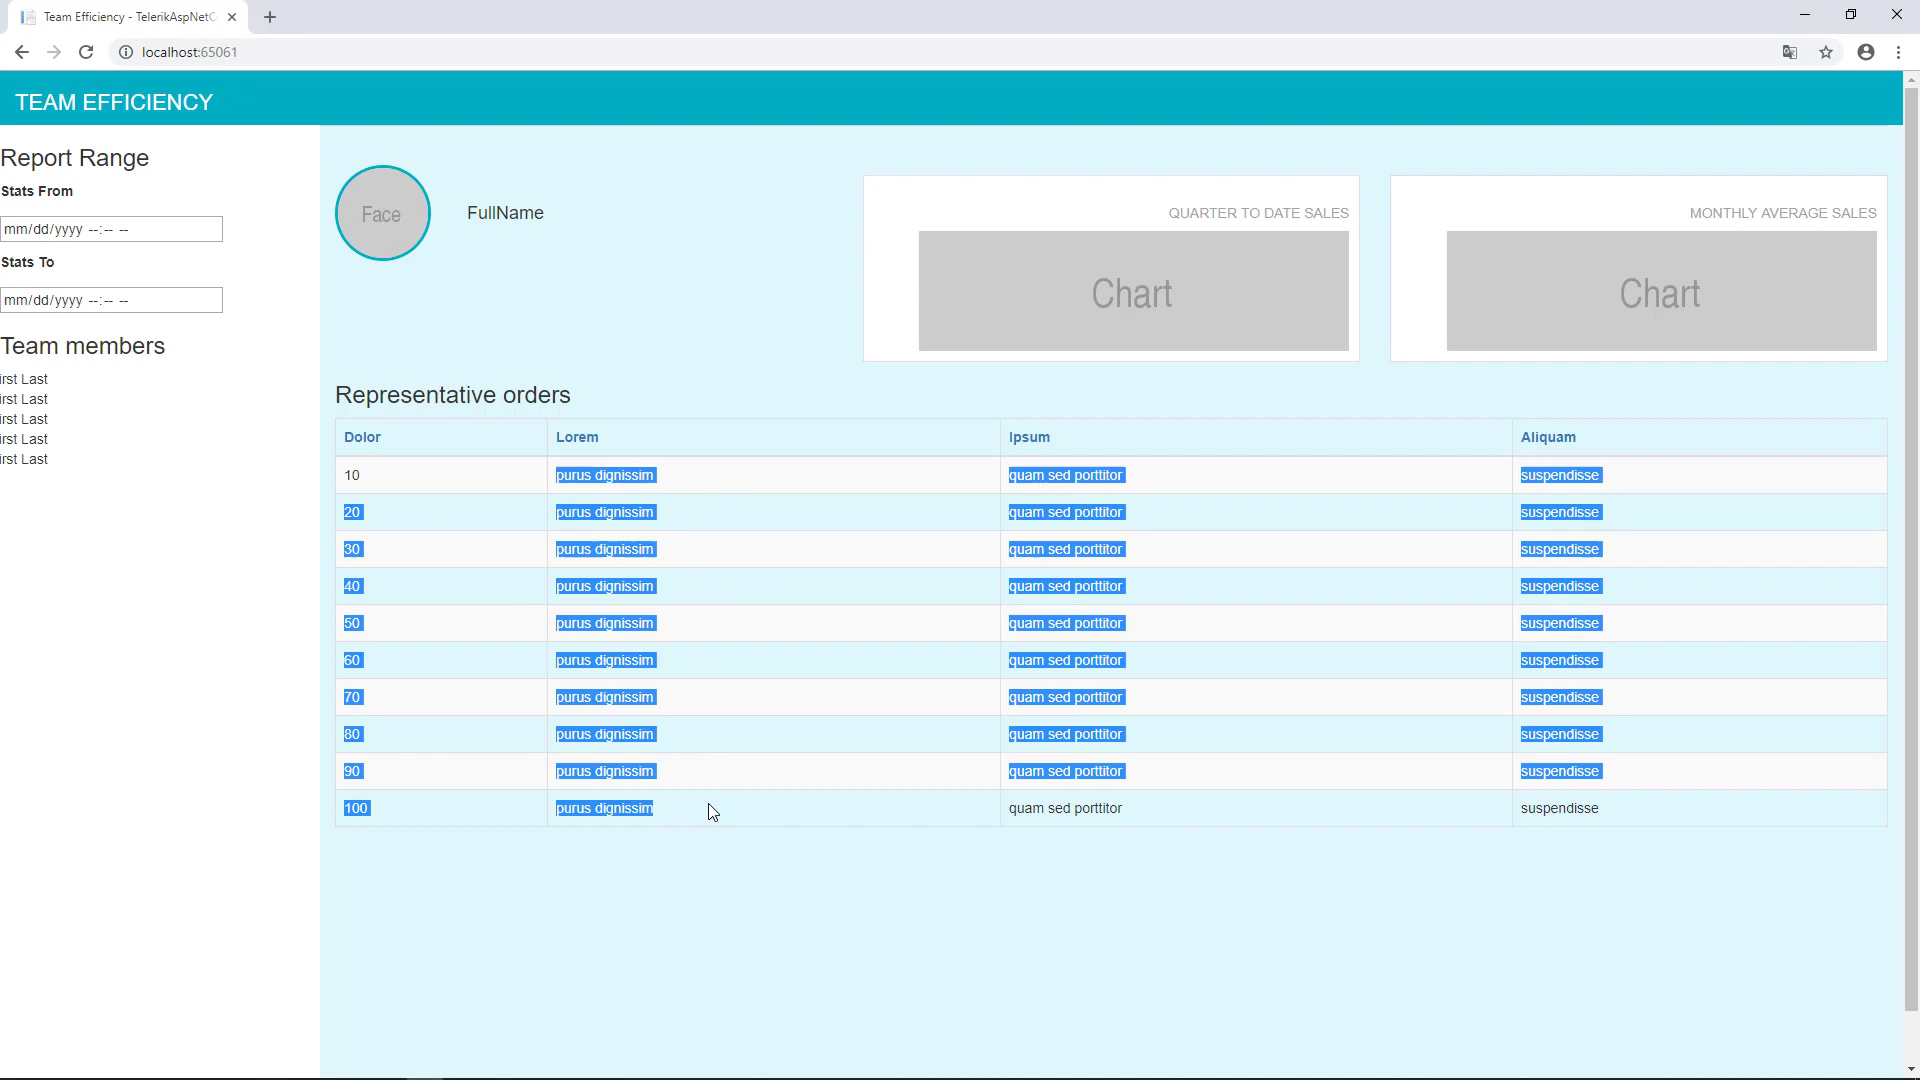 Team Efficiency - TelerikAspNetC
localhost:65061
TEAM EFFICIENCY
Report Range
Stats From
mm/dd/yyyy --:-- --
Stats To
mm/dd/yyyy --:-- --
Team members
irst Last
irst Last
irst Last
irst Last
irst Last
Face
FullName
QUARTER TO DATE SALES
Chart
MONTHLY AVERAGE SALES
Chart
Representative orders
Dolor Lorem Ipsum Aliquam
10 purus dignissim quam sed porttitor suspendisse
20 purus dignissim quam sed porttitor suspendisse
30 purus dignissim quam sed porttitor suspendisse
40 purus dignissim quam sed porttitor suspendisse
50 purus dignissim quam sed porttitor suspendisse
60 purus dignissim quam sed porttitor suspendisse
70 purus dignissim quam sed porttitor suspendisse
80 purus dignissim quam sed porttitor suspendisse
90 purus dignissim quam sed porttitor suspendisse
100 purus dignissim quam sed porttitor suspendisse